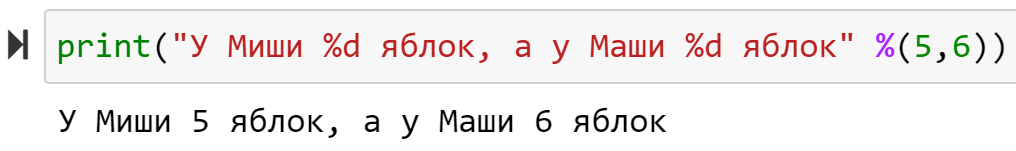 print("У Миши %d яблок, а у Маши %d яблок" %(5,6))
У Миши 5 яблок, а у Маши 6 яблок